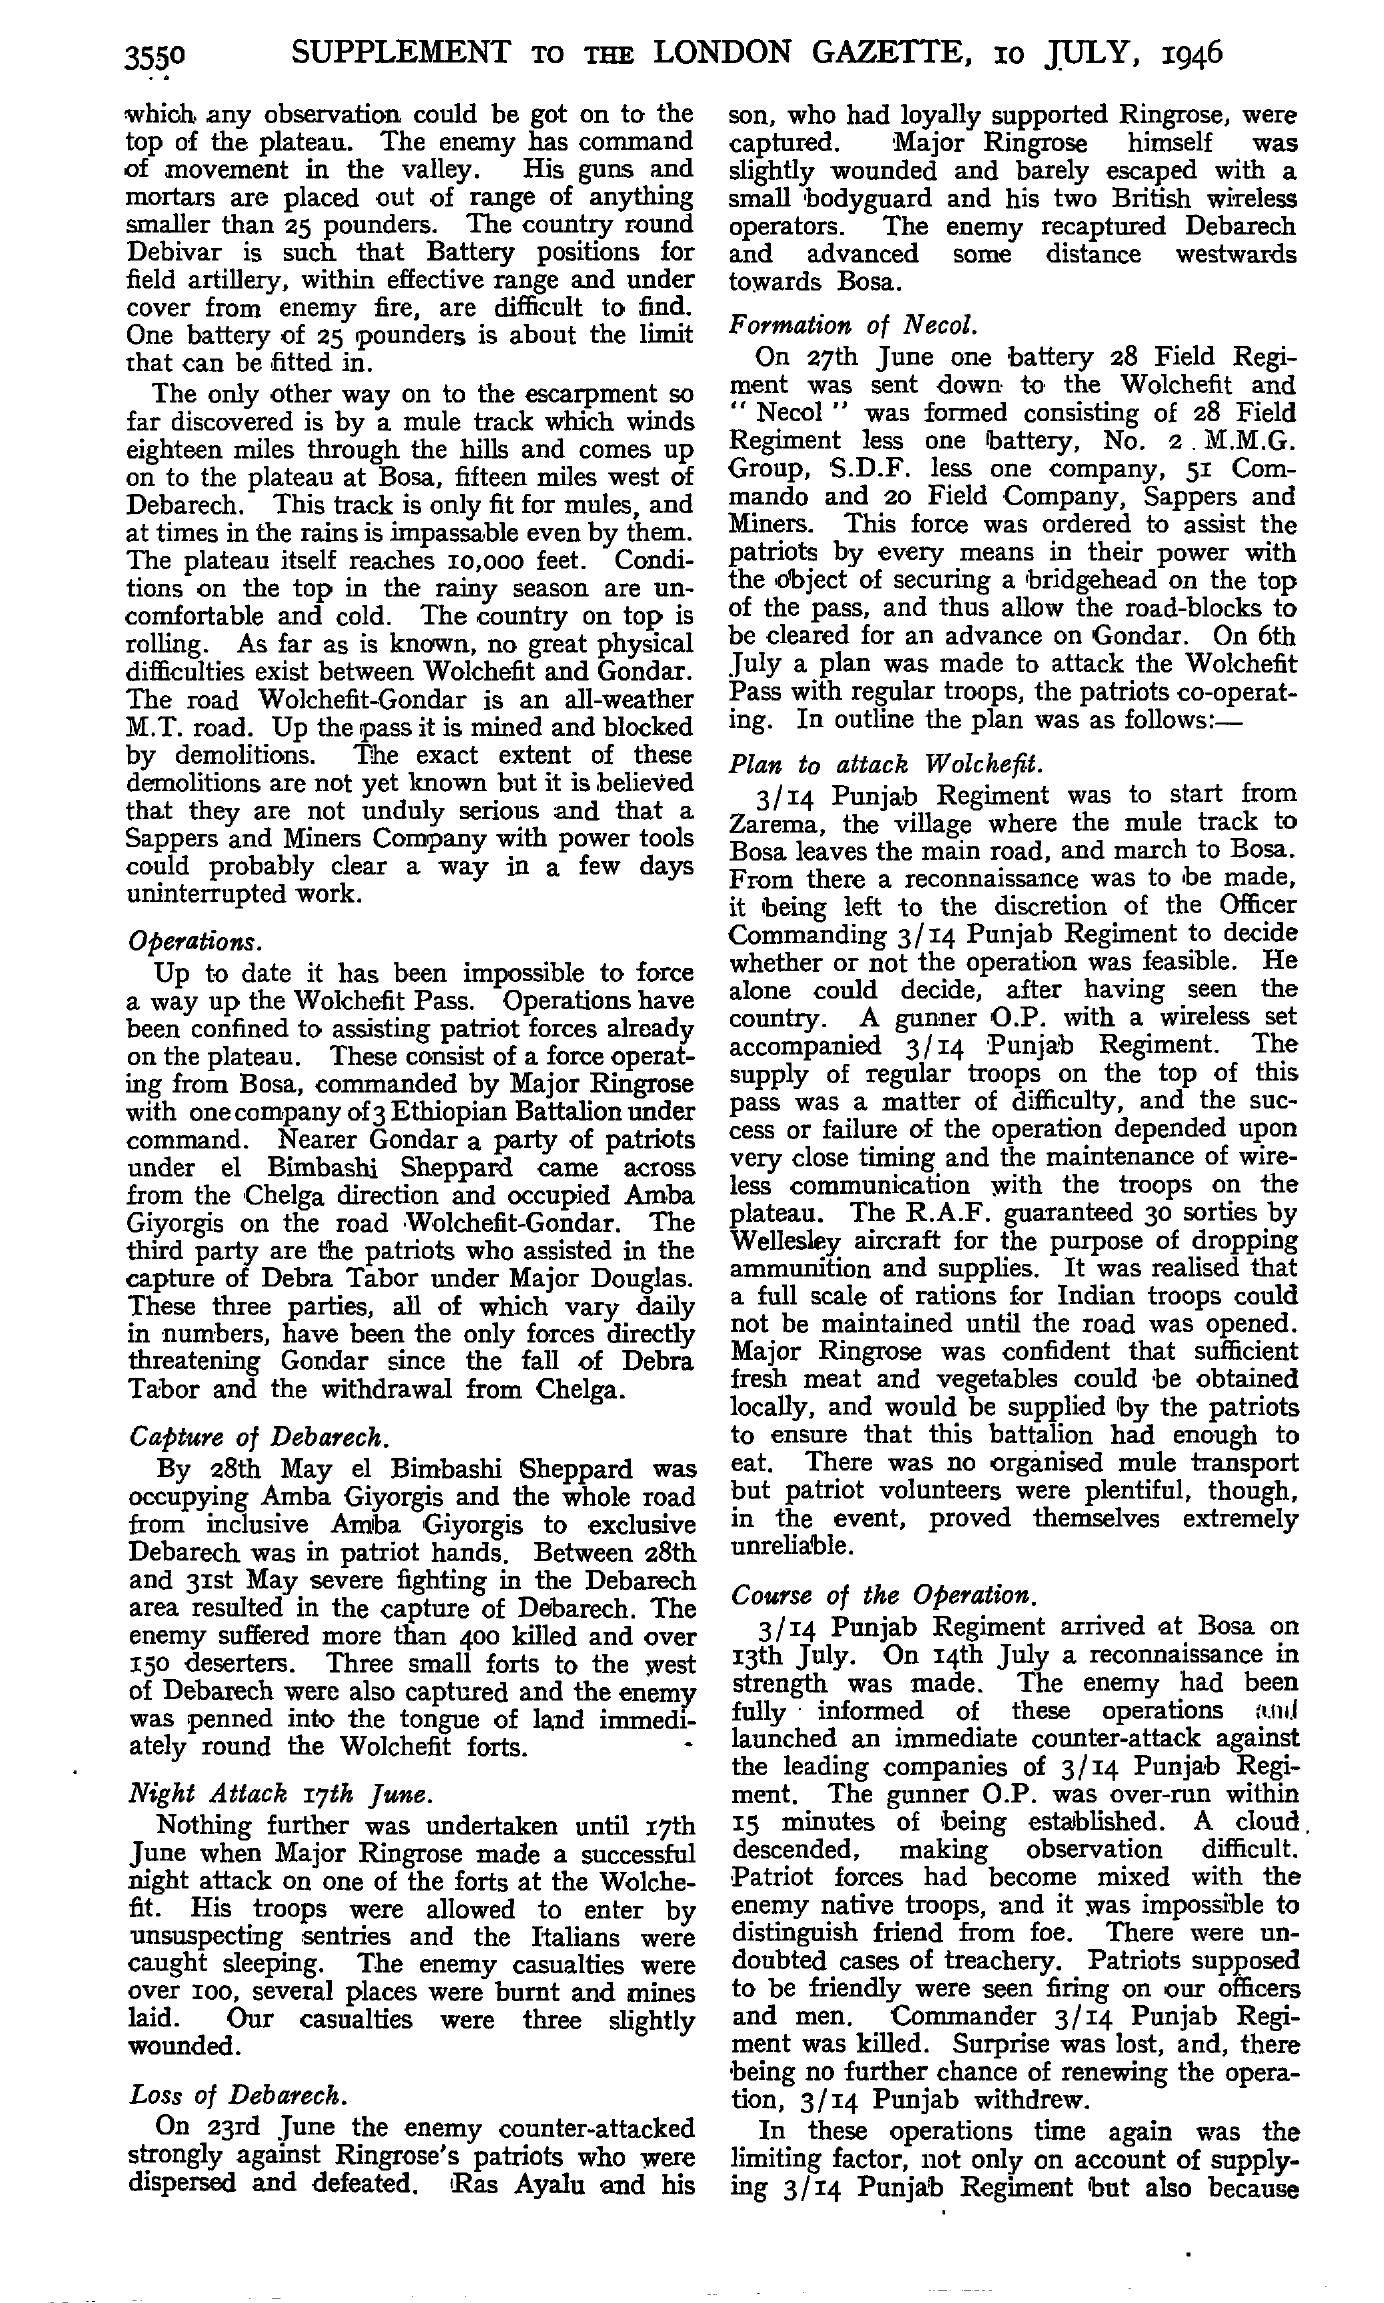 3550 SUPPLEMENT TO THE LONDON GAZETTE, 10 JULY, 1946
which any observation could be got on to the
top of the plateau. The enemy has command
of movement in the valley. His guns and
mortars are placed out of range of anything
smaller than 25 pounders. The country round
Debivar is such that Battery positions for
field artillery, within effective range and under
cover from enemy fire, are difficult to find.
One battery of 25 pounders is about the limit
that can be fitted in.
The only other way on to the escarpment so
far discovered is by a mule track which winds
eighteen miles through the hills and comes up
on to the plateau at Bosa, fifteen miles west of
Debarech. This track is only fit for mules, and
at times in the rains is impassable even by them.
The plateau itself reaches 10,000 feet. Condi-
tions on the top in the rainy season are un-
comfortable and cold. The country on top is
rolling. As far as is known, no great physical
difficulties exist between Wolchefit and Gondar.
The road Wolchefit-Gondar is an all-weather
M.T. road. Up the pass it is mined and blocked
by demolitions. The exact extent of these
demolitions are not yet known but it is believed
that they are not unduly serious and that a
Sappers and Miners Company with power tools
could probably clear a way in a few days
uninterrupted work.
Operations.
Up to date it has been impossible to force
a way up the Wolchefit Pass. Operations have
been confined to assisting patriot forces already
on the plateau. These consist of a force operat-
ing from Bosa, commanded by Major Ringrose
with one company of 3 Ethiopian Battalion under
command. Nearer Gondar a party of patriots
under el Bimbashi Sheppard came across
from the Chelga direction and occupied Amba
Giyorgis on the road Wolchefit-Gondar. The
third party are the patriots who assisted in the
capture of Debra Tabor under Major Douglas.
These three parties, all of which vary daily
in numbers, have been the only forces directly
threatening Gondar since the fall of Debra
Tabor and the withdrawal from Chelga.
Capture of Debarech.
By 28th May el Bimbashi Sheppard was
occupying Amba Giyorgis and the whole road
from inclusive Amba Giyorgis to exclusive
Debarech was in patriot hands. Between 28th
and 31st May severe fighting in the Debarech
area resulted in the capture of Debarech. The
enemy suffered more than 400 killed and over
150 deserters. Three small forts to the west
of Debarech were also captured and the enemy
was penned into the tongue of land immedi-
ately round the Wolchefit forts.
Night Attack 17th June.
Nothing further was undertaken until 17th
June when Major Ringrose made a successful
night attack on one of the forts at the Wolche-
fit. His troops were allowed to enter by
unsuspecting sentries and the Italians were
caught sleeping. The enemy casualties were
over 100, several places were burnt and mines
laid. Our casualties were three slightly
wounded.
Loss of Debarech.
On 23rd June the enemy counter-attacked
strongly against Ringrose's patriots who were
dispersed and defeated. Ras Ayalu and his
son, who had loyally supported Ringrose, were
captured. Major Ringrose himself was
slightly wounded and barely escaped with a
small bodyguard and his two British wireless
operators. The enemy recaptured Debarech
and advanced some distance westwards
towards Bosa.
Formation of Necol.
On 27th June one battery 28 Field Regi-
ment was sent down to the Wolchefit and
" Necol " was formed consisting of 28 Field
Regiment less one battery, No. 2 M.M.G.
Group, S.D.F. less one company, 51 Com-
mando and 20 Field Company, Sappers and
Miners. This force was ordered to assist the
patriots by every means in their power with
the object of securing a bridgehead on the top
of the pass, and thus allow the road-blocks to
be cleared for an advance on Gondar. On 6th
July a plan was made to attack the Wolchefit
Pass with regular troops, the patriots co-operat-
ing. In outline the plan was as follows:—
Plan to attack Wolchefit.
3/14 Punjab Regiment was to start from
Zarema, the village where the mule track to
Bosa leaves the main road, and march to Bosa.
From there a reconnaissance was to be made,
it being left to the discretion of the Officer
Commanding 3/14 Punjab Regiment to decide
whether or not the operation was feasible. He
alone could decide, after having seen the
country. A gunner O.P. with a wireless set
accompanied 3/14 Punjab Regiment. The
supply of regular troops on the top of this
pass was a matter of difficulty, and the suc-
cess or failure of the operation depended upon
very close timing and the maintenance of wire-
less communication with the troops on the
plateau. The R.A.F. guaranteed 30 sorties by
Wellesley aircraft for the purpose of dropping
ammunition and supplies. It was realised that
a full scale of rations for Indian troops could
not be maintained until the road was opened.
Major Ringrose was confident that sufficient
fresh meat and vegetables could be obtained
locally, and would be supplied by the patriots
to ensure that this battalion had enough to
eat. There was no organised mule transport
but patriot volunteers were plentiful, though,
in the event, proved themselves extremely
unreliable.
Course of the Operation.
3/14 Punjab Regiment arrived at Bosa on
13th July. On 14th July a reconnaissance in
strength was made. The enemy had been
fully informed of these operations and
launched an immediate counter-attack against
the leading companies of 3/14 Punjab Regi-
ment. The gunner O.P. was over-run within
15 minutes of being established. A cloud
descended, making observation difficult.
Patriot forces had become mixed with the
enemy native troops, and it was impossible to
distinguish friend from foe. There were un-
doubted cases of treachery. Patriots supposed
to be friendly were seen firing on our officers
and men. Commander 3/14 Punjab Regi-
ment was killed. Surprise was lost, and, there
being no further chance of renewing the opera-
tion, 3/14 Punjab withdrew.
In these operations time again was the
limiting factor, not only on account of supply-
ing 3/14 Punjab Regiment but also because